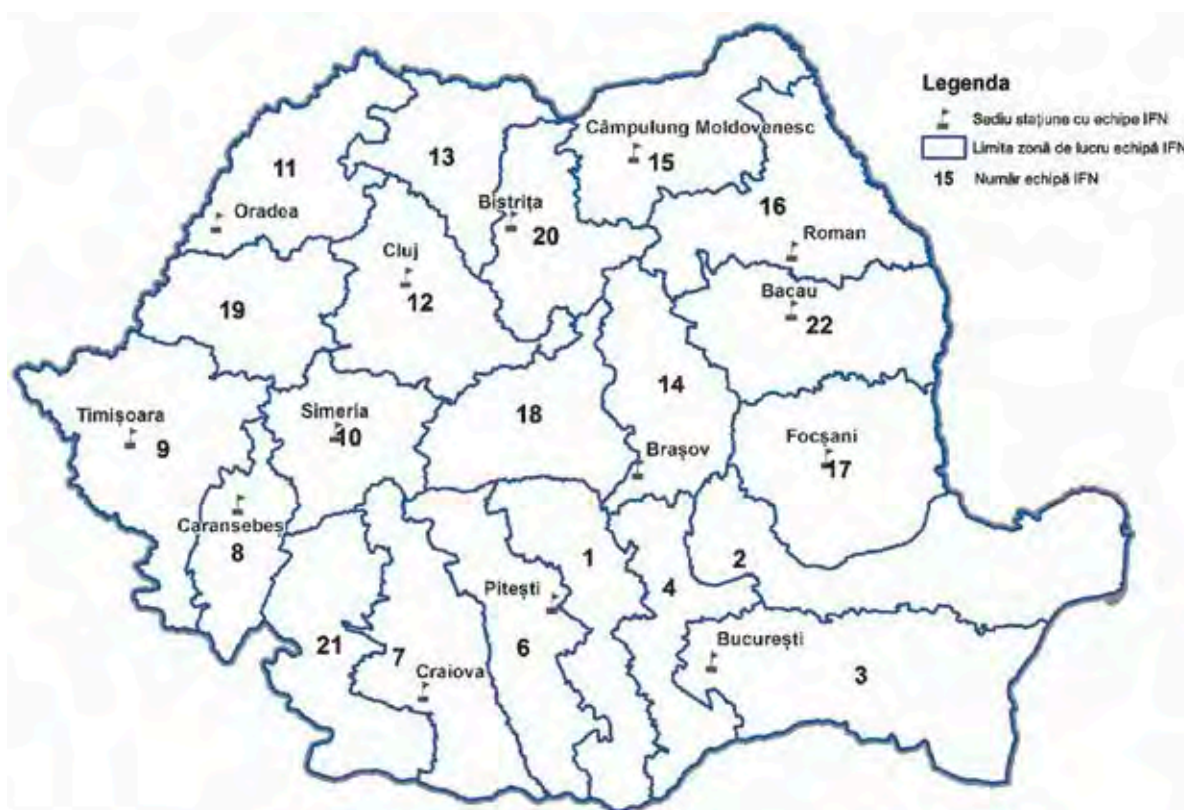 Legenda
Sediu stațiune cu echipe IFN
Limita zonă de lucru echipă IFN
15 Număr echipă IFN
Câmpulung Moldovenesc
15
13
11
Bistrița
20
16
Oradea
Roman
Cluj
12
Bacau
22
19
14
18
Timișoara
9
Simeria
10
Focșani
17
Brașov
Caransebeș
8
1
2
4
Pitești
6
21
7
București
3
Craiova